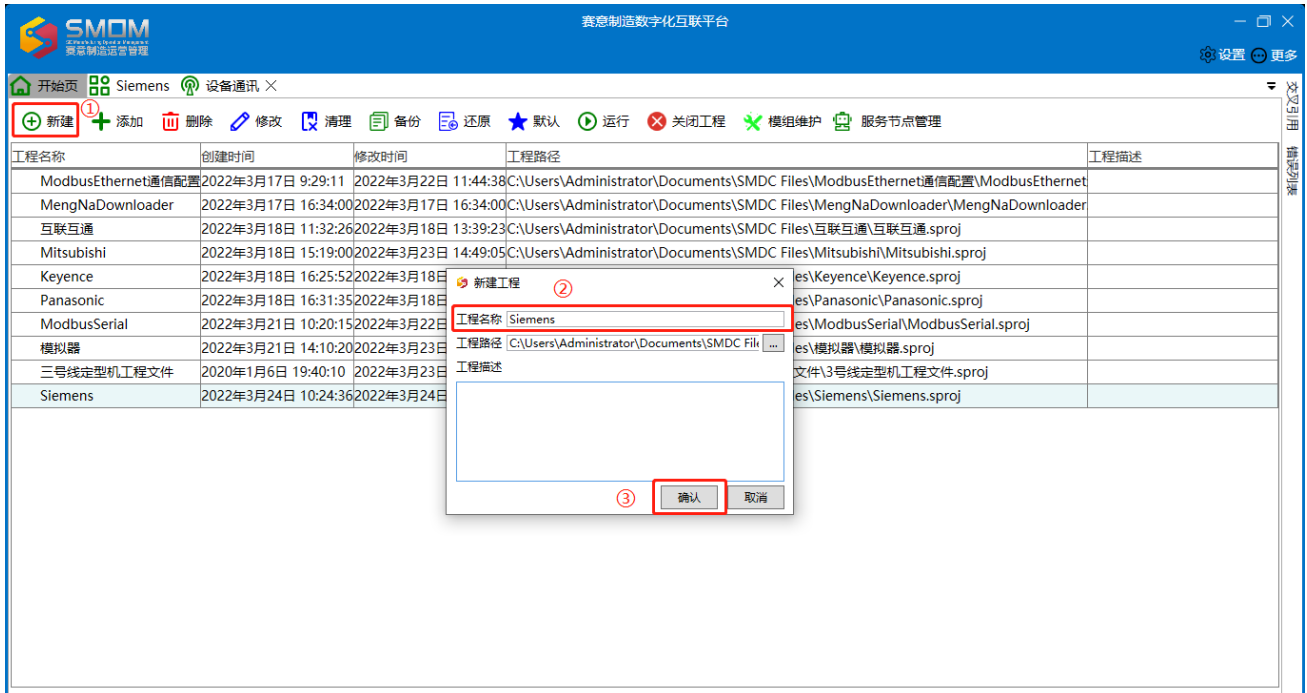 赛意制造数字化互联平台
SMOM
赛意制造运营管理
设置 更多
开始页 Siemens 设备通讯
新建 ① 添加 删除 修改 清理 备份 还原 默认 运行 关闭工程 模组维护 服务节点管理
交叉引用
错误列表
工程名称 创建时间 修改时间 工程路径 工程描述
ModbusEthernet通信配置 2022年3月17日 9:29:11 2022年3月22日 11:44:38 C:\Users\Administrator\Documents\SMDC Files\ModbusEthernet通信配置\ModbusEthernet
MengNaDownloader 2022年3月17日 16:34:00 2022年3月17日 16:34:00 C:\Users\Administrator\Documents\SMDC Files\MengNaDownloader\MengNaDownloader
互联互通 2022年3月18日 11:32:26 2022年3月18日 13:39:23 C:\Users\Administrator\Documents\SMDC Files\互联互通\互联互通.sproj
Mitsubishi 2022年3月18日 15:19:00 2022年3月23日 14:49:05 C:\Users\Administrator\Documents\SMDC Files\Mitsubishi\Mitsubishi.sproj
Keyence 2022年3月18日 16:25:52 2022年3月18日 es\Keyence\Keyence.sproj
Panasonic 2022年3月18日 16:31:35 2022年3月18日 es\Panasonic\Panasonic.sproj
ModbusSerial 2022年3月21日 10:20:15 2022年3月22日 es\ModbusSerial\ModbusSerial.sproj
模拟器 2022年3月21日 14:10:20 2022年3月23日 es\模拟器\模拟器.sproj
三号线定型机工程文件 2020年1月6日 19:40:10 2022年3月23日 文件\3号线定型机工程文件.sproj
Siemens 2022年3月24日 10:24:36 2022年3月24日 es\Siemens\Siemens.sproj
新建工程 ②
工程名称 Siemens
工程路径 C:\Users\Administrator\Documents\SMDC File ...
工程描述
③ 确认 取消